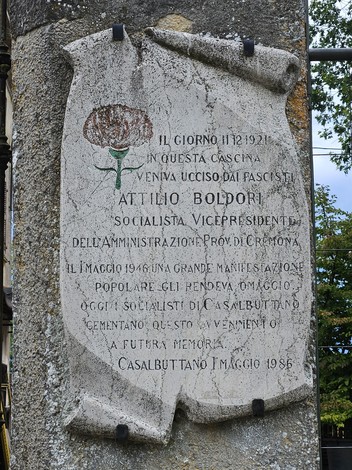 IL GIORNO 11 12 1921
IN QUESTA CASCINA
VENIVA UCCISO DAI FASCISTI
ATTILIO BOLDORI
SOCIALISTA VICEPRESIDENTE
DELL'AMMINISTRAZIONE PROV. DI CREMONA
IL 1 MAGGIO 1946 UNA GRANDE MANIFESTAZIONE
POPOLARE GLI RENDEVA OMAGGIO
OGGI I SOCIALISTI DI CASALBUTTANO
CEMENTANO QUESTO AVVENIMENTO
A FUTURA MEMORIA.
CASALBUTTANO 1 MAGGIO 1986